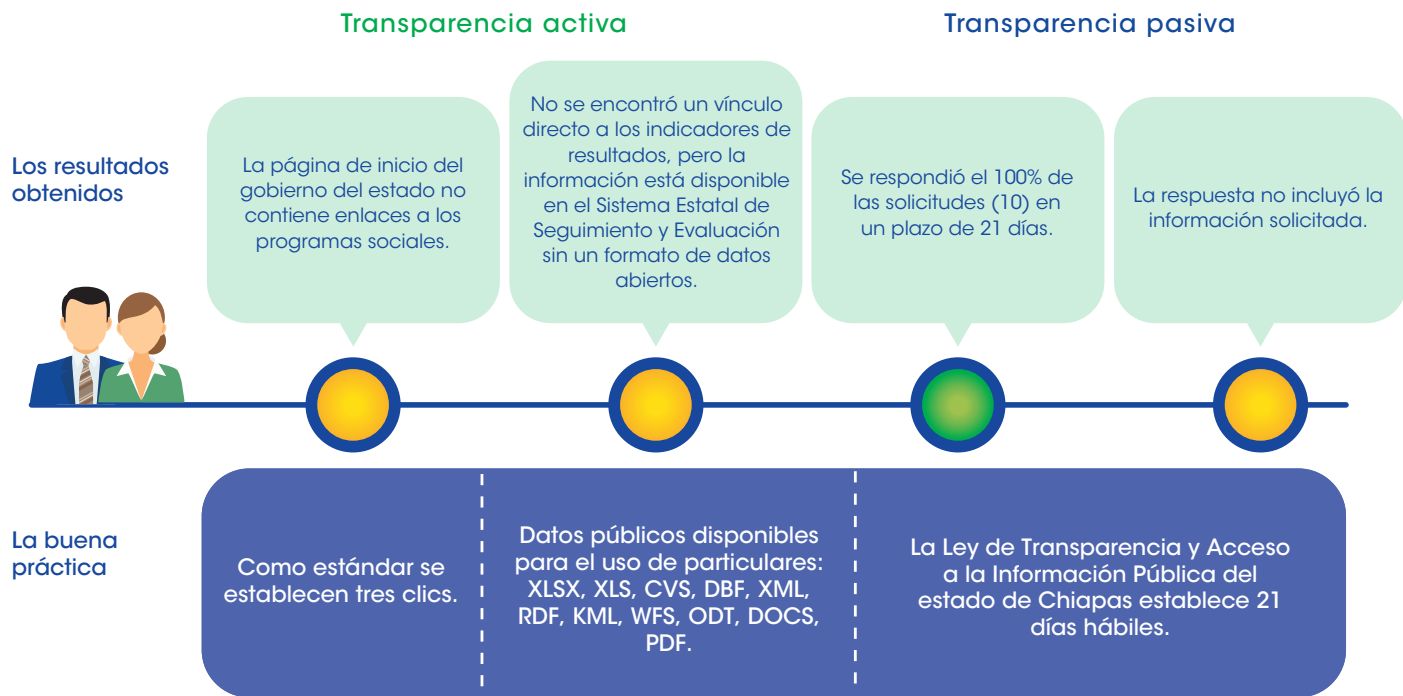 Transparencia activa
Transparencia pasiva
Los resultados
obtenidos
La página de inicio del
gobierno del estado no
contiene enlaces a los
programas sociales.
No se encontró un vínculo
directo a los indicadores de
resultados, pero la
información está disponible
en el Sistema Estatal de
Seguimiento y Evaluación
sin un formato de datos
abiertos.
Se respondió el 100% de
las solicitudes (10) en
un plazo de 21 días.
La respuesta no incluyó la
información solicitada.
La buena
práctica
Como estándar se
establecen tres clics.
Datos públicos disponibles
para el uso de particulares:
XLSX, XLS, CVS, DBF, XML,
RDF, KML, WFS, ODT, DOCS,
PDF.
La Ley de Transparencia y Acceso
a la Información Pública del
estado de Chiapas establece 21
días hábiles.